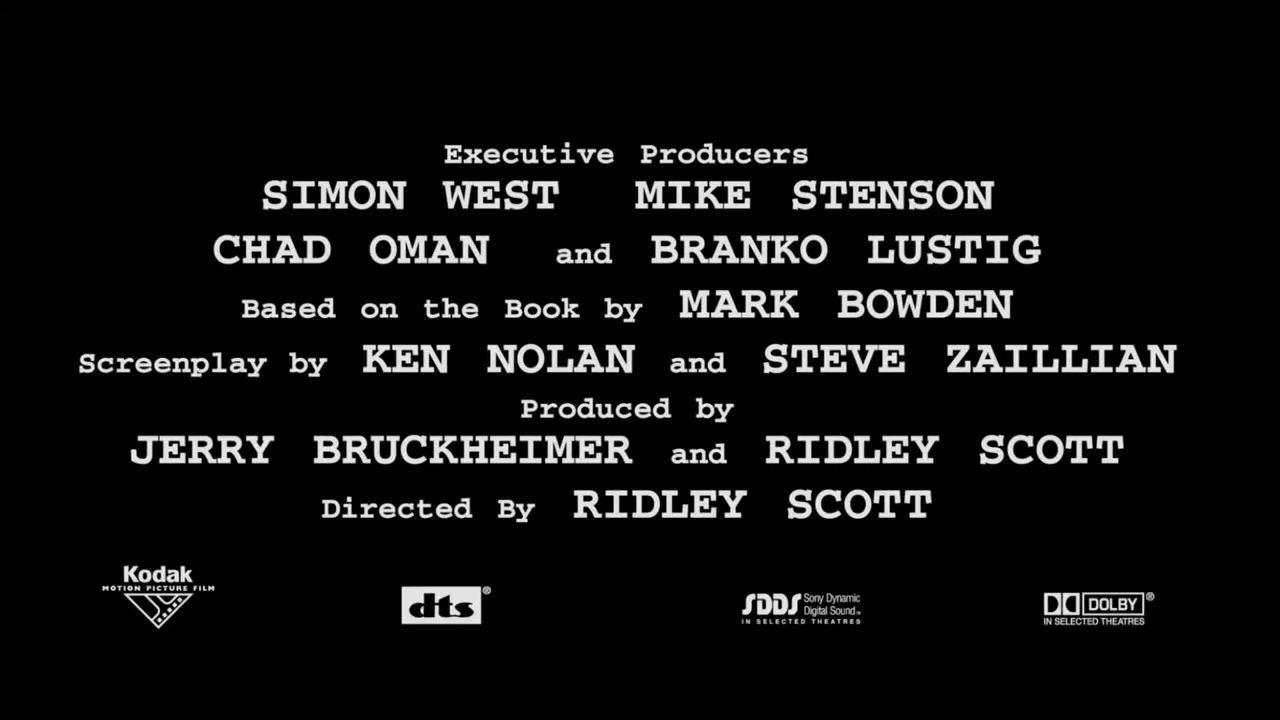 Executive Producers
SIMON WEST MIKE STENSON
CHAD OMAN and BRANKO LUSTIG
Based on the Book by MARK BOWDEN
Screenplay by KEN NOLAN and STEVE ZAILLIAN
Produced by
JERRY BRUCKHEIMER and RIDLEY SCOTT
Directed By RIDLEY SCOTT
Kodak
MOTION PICTURE FILM
dts®
SDDS Sony Dynamic
Digital Sound™
IN SELECTED THEATRES
DOLBY®
IN SELECTED THEATRES